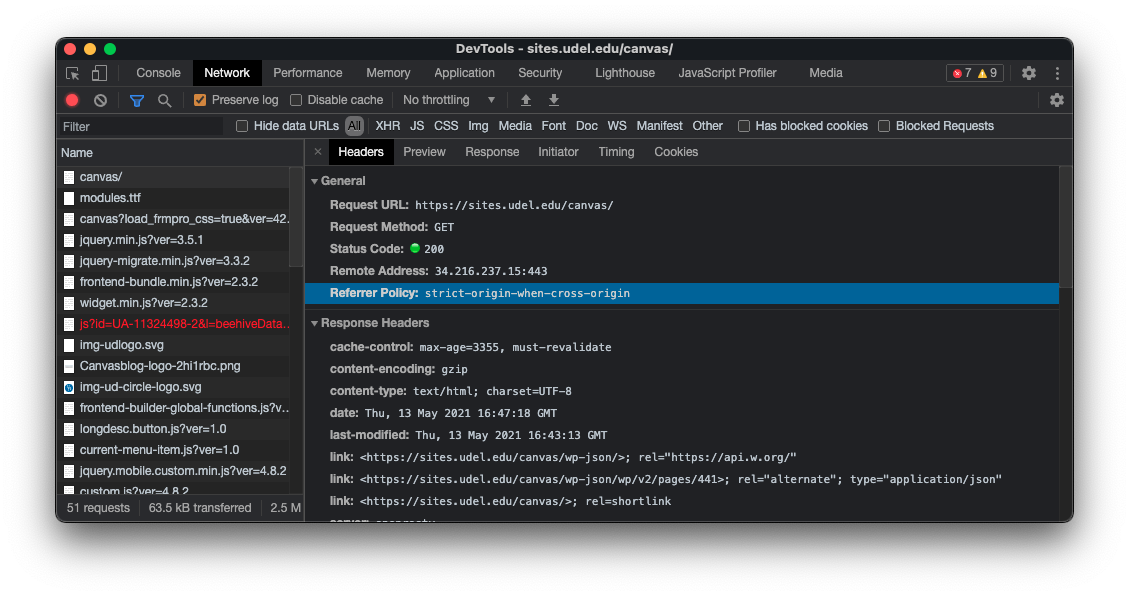 DevTools - sites.udel.edu/canvas/
Console Network Performance Memory Application Security Lighthouse JavaScript Profiler Media 7 9
Preserve log Disable cache No throttling
Filter Hide data URLs All XHR JS CSS Img Media Font Doc WS Manifest Other Has blocked cookies Blocked Requests
Name
canvas/
modules.ttf
canvas?load_frmpro_css=true&ver=42.
jquery.min.js?ver=3.5.1
jquery-migrate.min.js?ver=3.3.2
frontend-bundle.min.js?ver=2.3.2
widget.min.js?ver=2.3.2
js?id=UA-11324498-2&l=beehiveData…
img-udlogo.svg
Canvasblog-logo-2hi1rbc.png
img-ud-circle-logo.svg
frontend-builder-global-functions.js?v…
longdesc.button.js?ver=1.0
current-menu-item.js?ver=1.0
jquery.mobile.custom.min.js?ver=4.8.2
custom.js?ver=4.8.2
51 requests 63.5 kB transferred 2.5 M
× Headers Preview Response Initiator Timing Cookies
General
Request URL: https://sites.udel.edu/canvas/
Request Method: GET
Status Code: 200
Remote Address: 34.216.237.15:443
Referrer Policy: strict-origin-when-cross-origin
Response Headers
cache-control: max-age=3355, must-revalidate
content-encoding: gzip
content-type: text/html; charset=UTF-8
date: Thu, 13 May 2021 16:47:18 GMT
last-modified: Thu, 13 May 2021 16:43:13 GMT
link: <https://sites.udel.edu/canvas/wp-json/>; rel="https://api.w.org/"
link: <https://sites.udel.edu/canvas/wp-json/wp/v2/pages/441>; rel="alternate"; type="application/json"
link: <https://sites.udel.edu/canvas/>; rel=shortlink